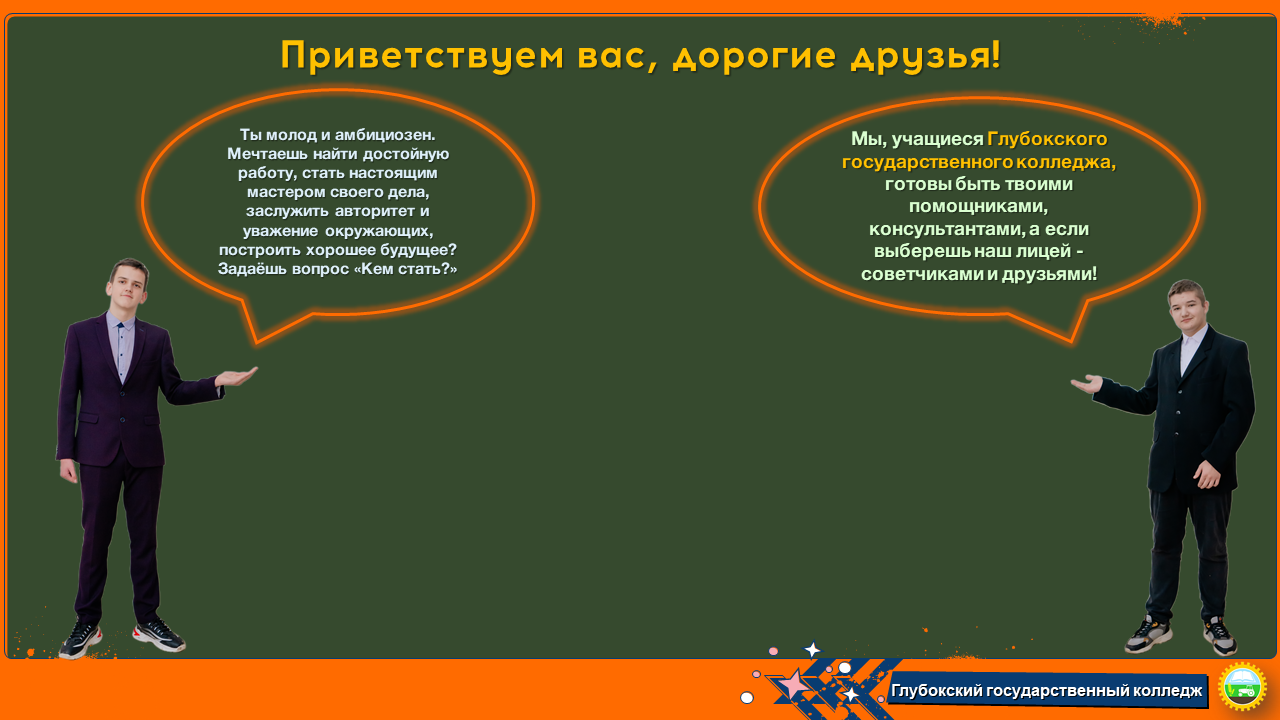 Приветствуем вас, дорогие друзья!
Ты молод и амбициозен.
Мечтаешь найти достойную
работу, стать настоящим
мастером своего дела,
заслужить авторитет и
уважение окружающих,
построить хорошее будущее?
Задаёшь вопрос «Кем стать?»
Мы, учащиеся Глубокского
государственного колледжа,
готовы быть твоими
помощниками,
консультантами, а если
выберешь наш лицей -
советчиками и друзьями!
Глубокский государственный колледж